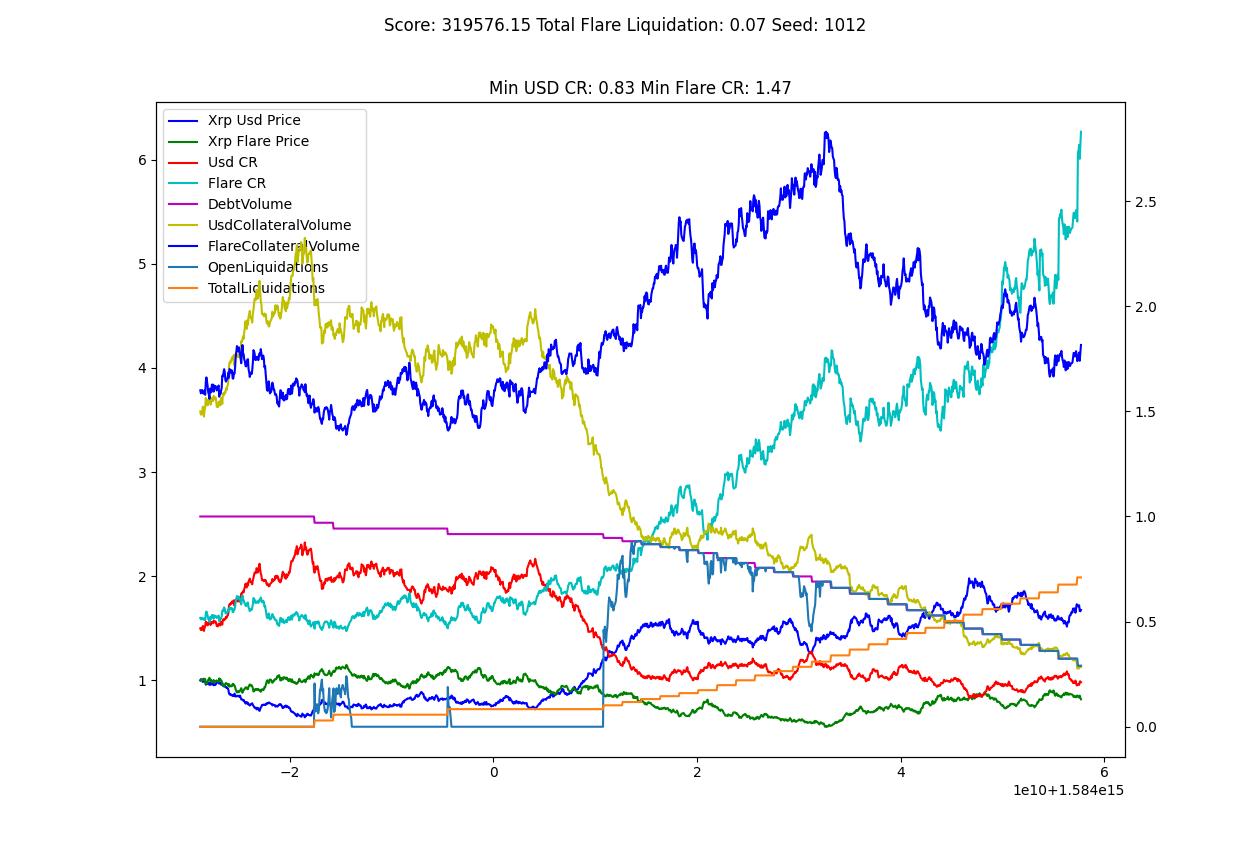 Score: 319576.15 Total Flare Liquidation: 0.07 Seed: 1012
Min USD CR: 0.83 Min Flare CR: 1.47
Xrp Usd Price
Xrp Flare Price
Usd CR
Flare CR
DebtVolume
UsdCollateralVolume
FlareCollateralVolume
OpenLiquidations
TotalLiquidations
6
5
4
3
2
1
2.5
2.0
1.5
1.0
0.5
0.0
−2
0
2
4
6
1e10+1.584e15